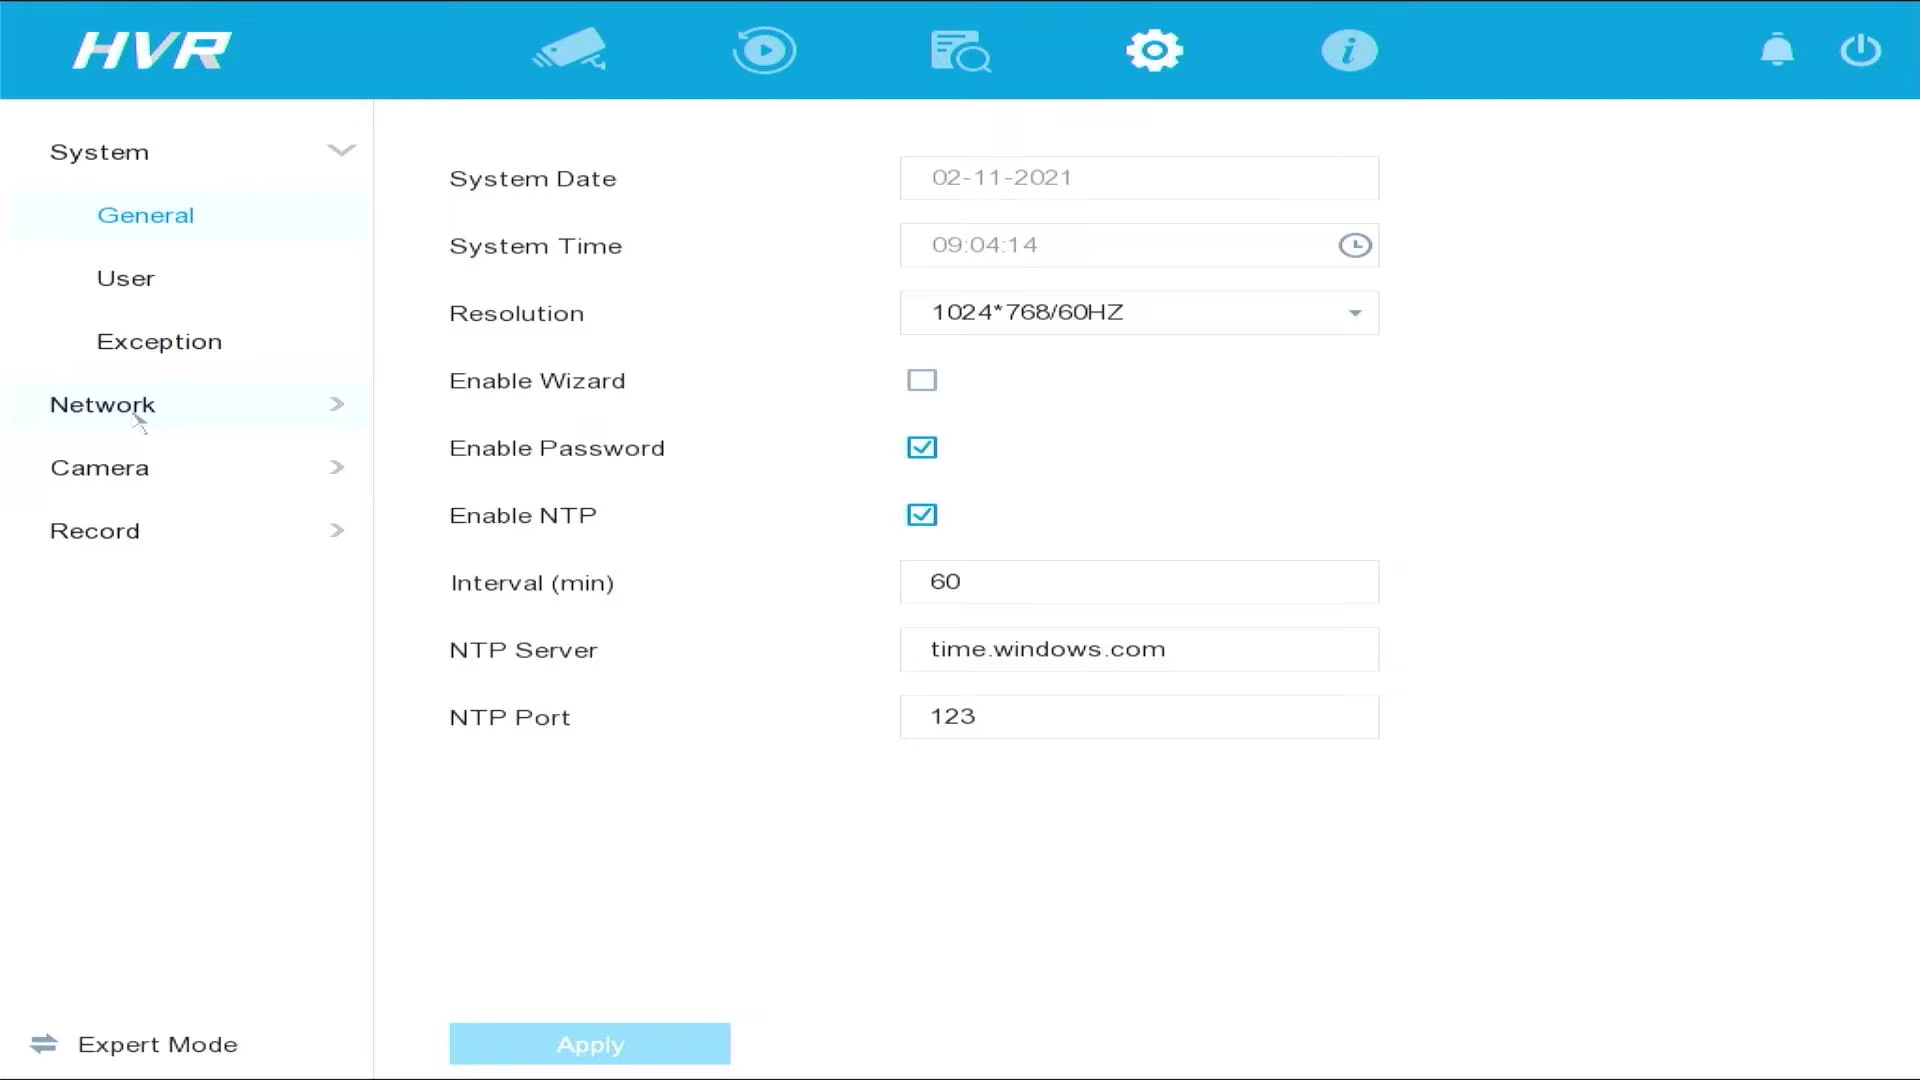 HVR
System
General
User
Exception
Network
Camera
Record
Expert Mode
System Date 02-11-2021
System Time 09:04:14
Resolution 1024*768/60HZ
Enable Wizard
Enable Password
Enable NTP
Interval (min) 60
NTP Server time.windows.com
NTP Port 123
Apply